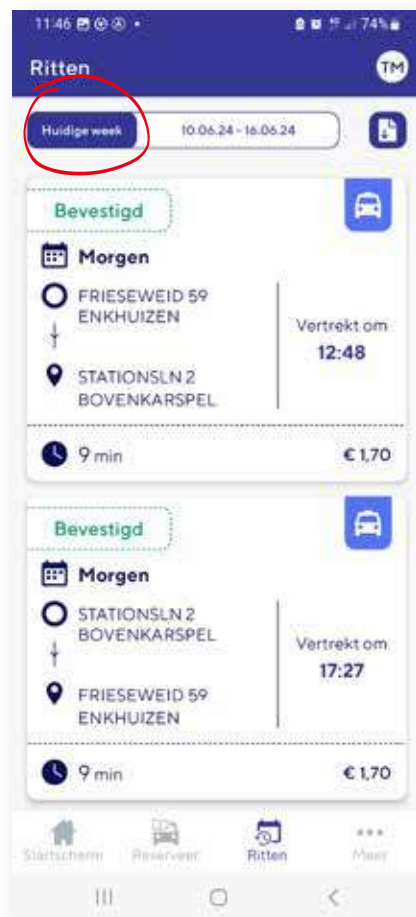 11:46
74%
Ritten
TM
Huidige week
10.06.24 - 16.06.24
Bevestigd
Morgen
FRIESEWEID 59
ENKHUIZEN
STATIONSLN 2
BOVENKARSPEL
Vertrekt om
12:48
9 min
€ 1,70
Bevestigd
Morgen
STATIONSLN 2
BOVENKARSPEL
FRIESEWEID 59
ENKHUIZEN
Vertrekt om
17:27
9 min
€ 1,70
Startscherm
Reserveer
Ritten
Meer